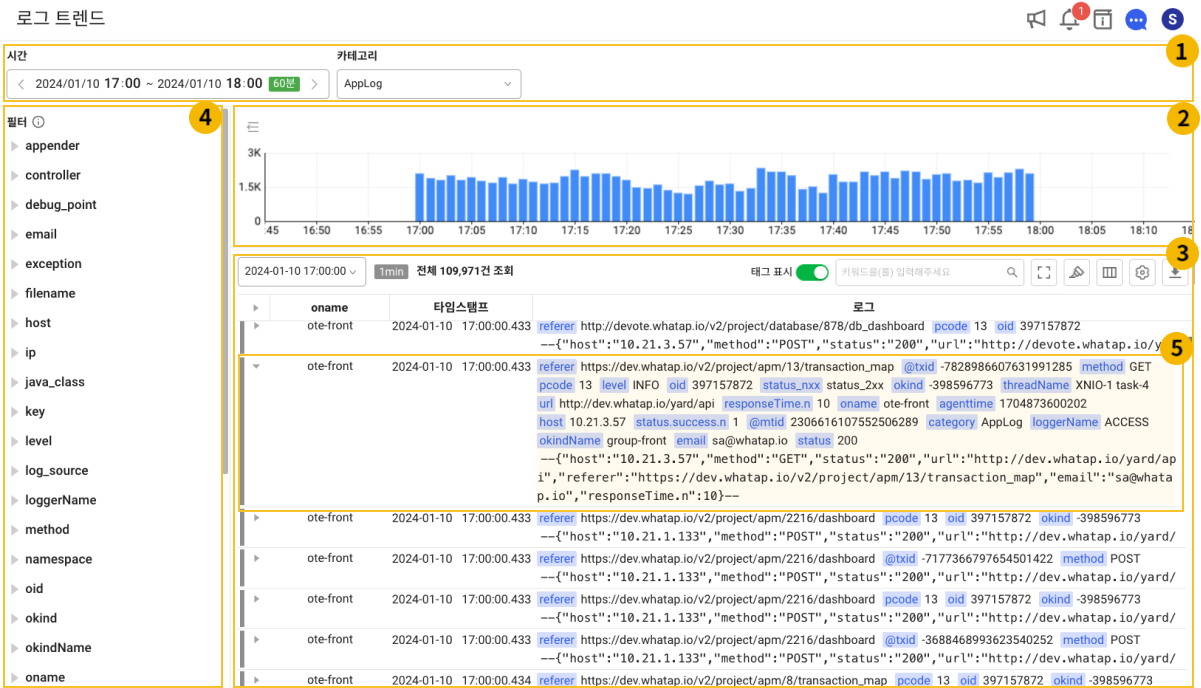 로그 트렌드
1
S
1
시간
카테고리
2024/01/10 17:00 ~ 2024/01/10 18:00 60분
AppLog
4
필터
appender
controller
debug_point
email
exception
filename
host
ip
java_class
key
level
log_source
loggerName
method
namespace
oid
okind
okindName
oname
2
3K
1.5K
0
:45 16:50 16:55 17:00 17:05 17:10 17:15 17:20 17:25 17:30 17:35 17:40 17:45 17:50 17:55 18:00 18:05 18:10 18
3
2024-01-10 17:00:00 1min 전체 109,971건 조회
태그 표시 키워드을(를) 입력해주세요
oname 타임스탬프 로그
ote-front 2024-01-10 17:00:00.433 referer http://devote.whatap.io/v2/project/database/878/db_dashboard pcode 13 oid 397157872
--{"host":"10.21.3.57","method":"POST","status":"200","url":"http://devote.whatap.io/y
5
ote-front 2024-01-10 17:00:00.433 referer https://dev.whatap.io/v2/project/apm/13/transaction_map @txid -7828986607631991285 method GET
pcode 13 level INFO oid 397157872 status_nxx status_2xx okind -398596773 threadName XNIO-1 task-4
url http://dev.whatap.io/yard/api responseTime.n 10 oname ote-front agenttime 1704873600202
host 10.21.3.57 status.success.n 1 @mtid 2306616107552506289 category AppLog loggerName ACCESS
okindName group-front email sa@whatap.io status 200
--{"host":"10.21.3.57","method":"GET","status":"200","url":"http://dev.whatap.io/yard/ap
i","referer":"https://dev.whatap.io/v2/project/apm/13/transaction_map","email":"sa@whata
p.io","responseTime.n":10}--
ote-front 2024-01-10 17:00:00.433 referer https://dev.whatap.io/v2/project/apm/2216/dashboard pcode 13 oid 397157872 okind -398596773
--{"host":"10.21.1.133","method":"POST","status":"200","url":"http://dev.whatap.io/yard/
ote-front 2024-01-10 17:00:00.433 referer https://dev.whatap.io/v2/project/apm/2216/dashboard @txid -7177366797654501422 method POST
--{"host":"10.21.1.133","method":"POST","status":"200","url":"http://dev.whatap.io/yard/
ote-front 2024-01-10 17:00:00.433 referer https://dev.whatap.io/v2/project/apm/2216/dashboard pcode 13 oid 397157872 okind -398596773
--{"host":"10.21.1.133","method":"POST","status":"200","url":"http://dev.whatap.io/yard/
ote-front 2024-01-10 17:00:00.433 referer https://dev.whatap.io/v2/project/apm/2216/dashboard @txid -3688468993623540252 method POST
--{"host":"10.21.1.133","method":"POST","status":"200","url":"http://dev.whatap.io/yard/
ote-front 2024-01-10 17:00:00.433 referer https://dev.whatap.io/v2/project/apm/8/transaction_map pcode 13 oid 397157872 okind -398596773